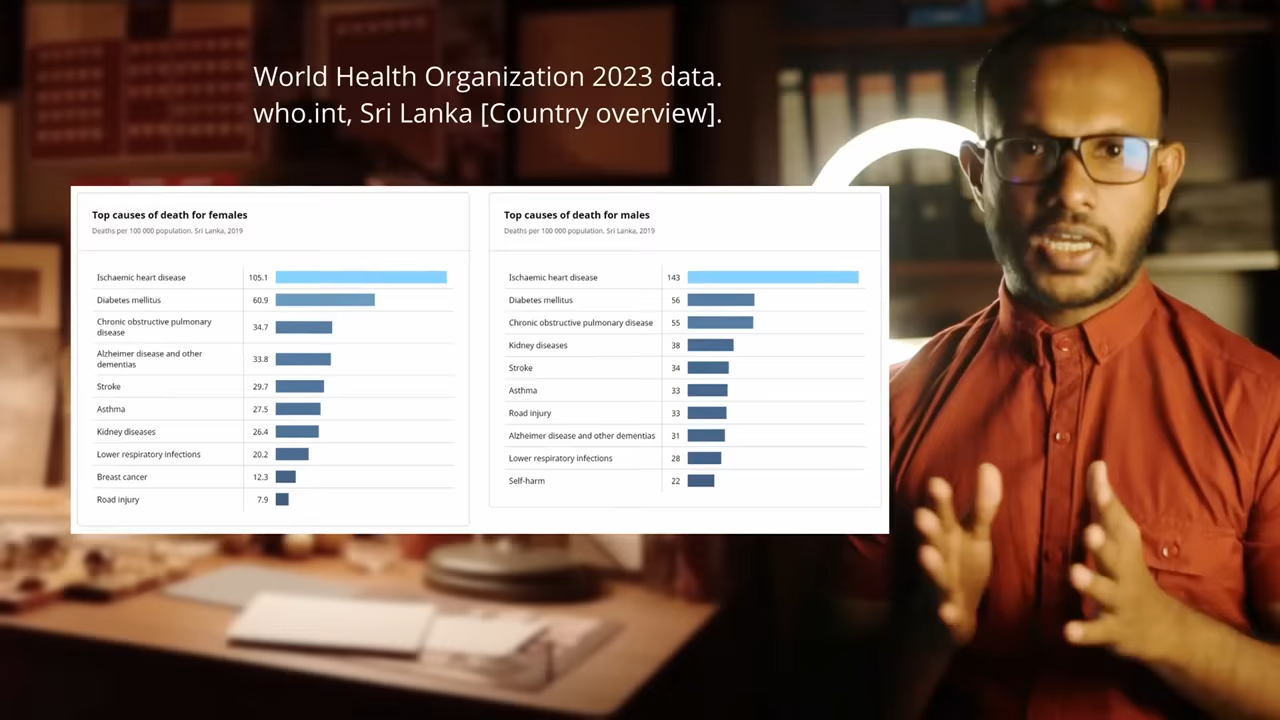 World Health Organization 2023 data.
who.int, Sri Lanka [Country overview].
Top causes of death for females
Deaths per 100 000 population. Sri Lanka, 2019
Ischaemic heart disease 105.1
Diabetes mellitus 60.9
Chronic obstructive pulmonary
disease 34.7
Alzheimer disease and other
dementias 33.8
Stroke 29.7
Asthma 27.5
Kidney diseases 26.4
Lower respiratory infections 20.2
Breast cancer 12.3
Road injury 7.9
Top causes of death for males
Deaths per 100 000 population. Sri Lanka, 2019
Ischaemic heart disease 143
Diabetes mellitus 56
Chronic obstructive pulmonary disease 55
Kidney diseases 38
Stroke 34
Asthma 33
Road injury 33
Alzheimer disease and other dementias 31
Lower respiratory infections 28
Self-harm 22